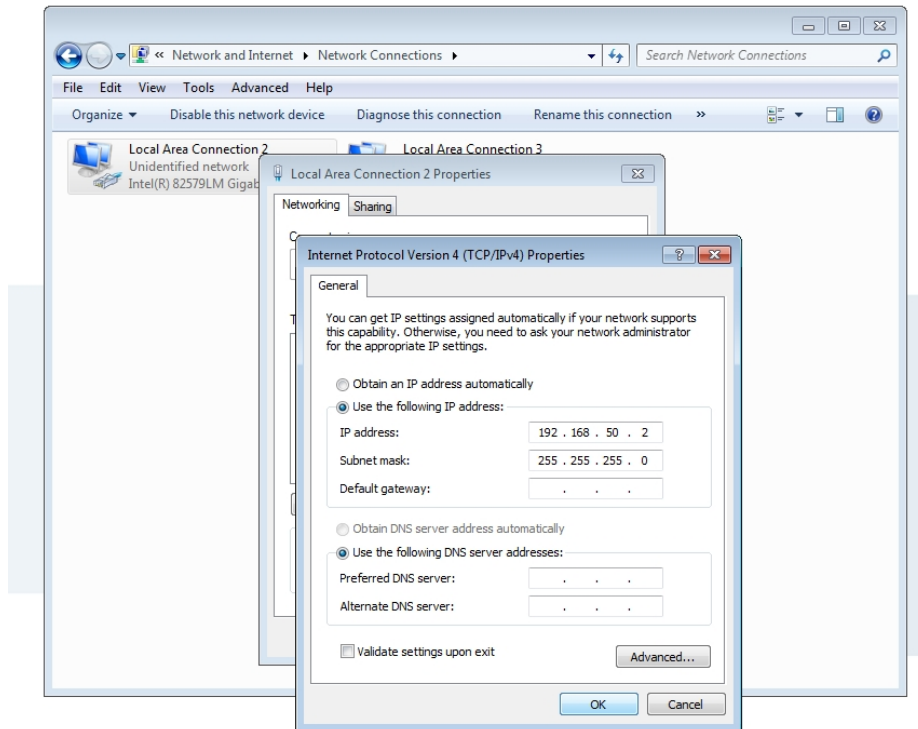 « Network and Internet Network Connections
Search Network Connections
File Edit View Tools Advanced Help
Organize Disable this network device Diagnose this connection Rename this connection »
Local Area Connection 2
Unidentified network
Intel(R) 82579LM Gigab
Local Area Connection 3
Local Area Connection 2 Properties
Networking Sharing
Internet Protocol Version 4 (TCP/IPv4) Properties
General
You can get IP settings assigned automatically if your network supports
this capability. Otherwise, you need to ask your network administrator
for the appropriate IP settings.
Obtain an IP address automatically
Use the following IP address:
IP address: 192 . 168 . 50 . 2
Subnet mask: 255 . 255 . 255 . 0
Default gateway: . . .
Obtain DNS server address automatically
Use the following DNS server addresses:
Preferred DNS server: . . .
Alternate DNS server: . . .
Validate settings upon exit
Advanced...
OK Cancel